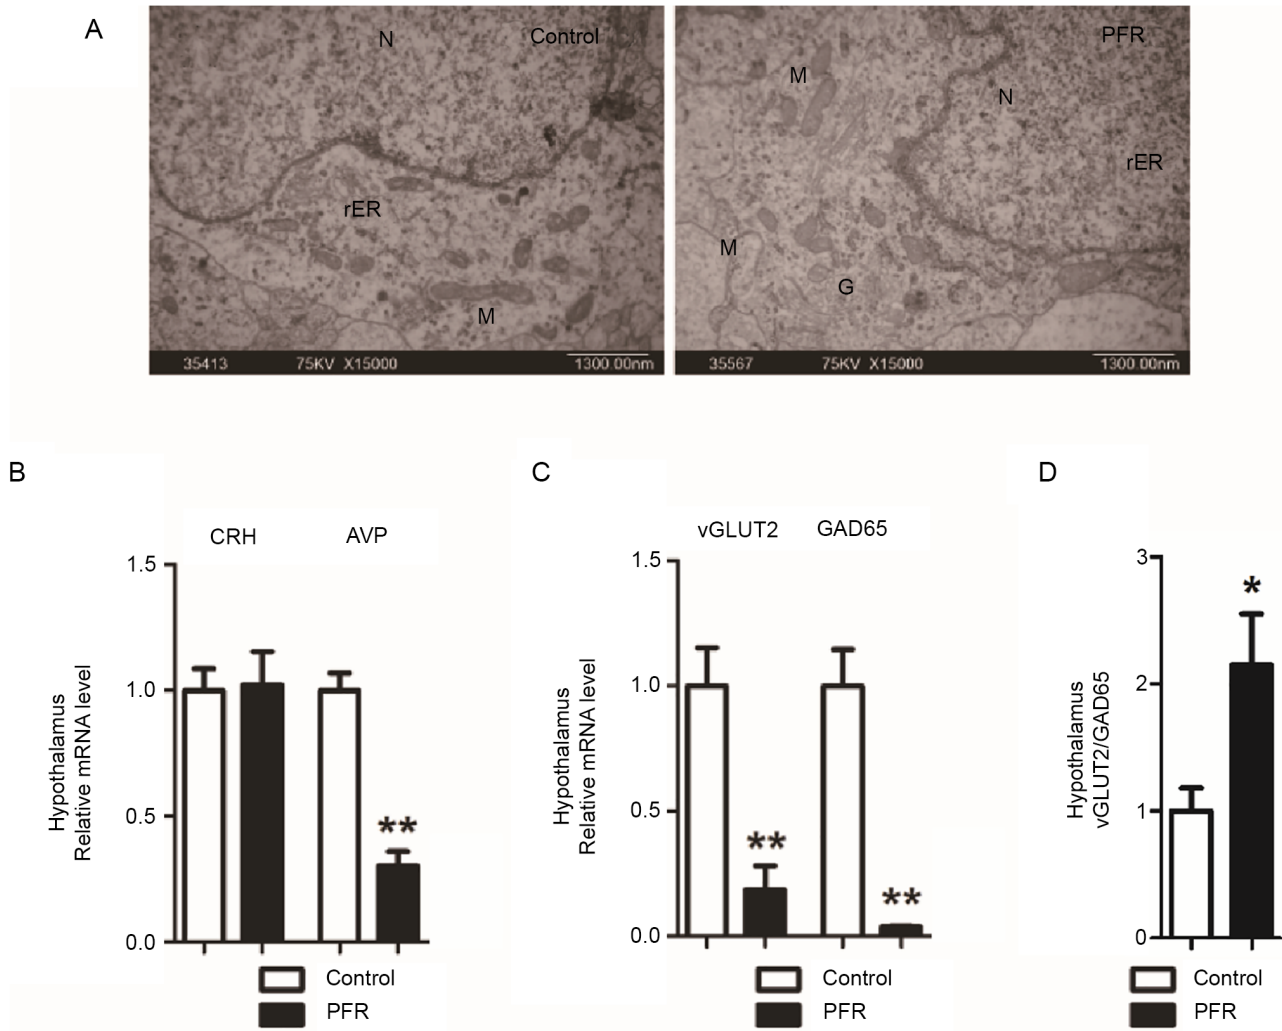 A
N
Control
rER
M
35413 75KV X15000 1300.00nm
PFR
M
N
rER
M
G
35567 75KV X15000 1300.00nm
B
CRH AVP
Hypothalamus
Relative mRNA level
1.5
1.0
0.5
0.0
**
Control
PFR
C
vGLUT2 GAD65
Hypothalamus
Relative mRNA level
1.5
1.0
0.5
0.0
**
**
Control
PFR
D
Hypothalamus
vGLUT2/GAD65
3
2
1
0
*
Control
PFR